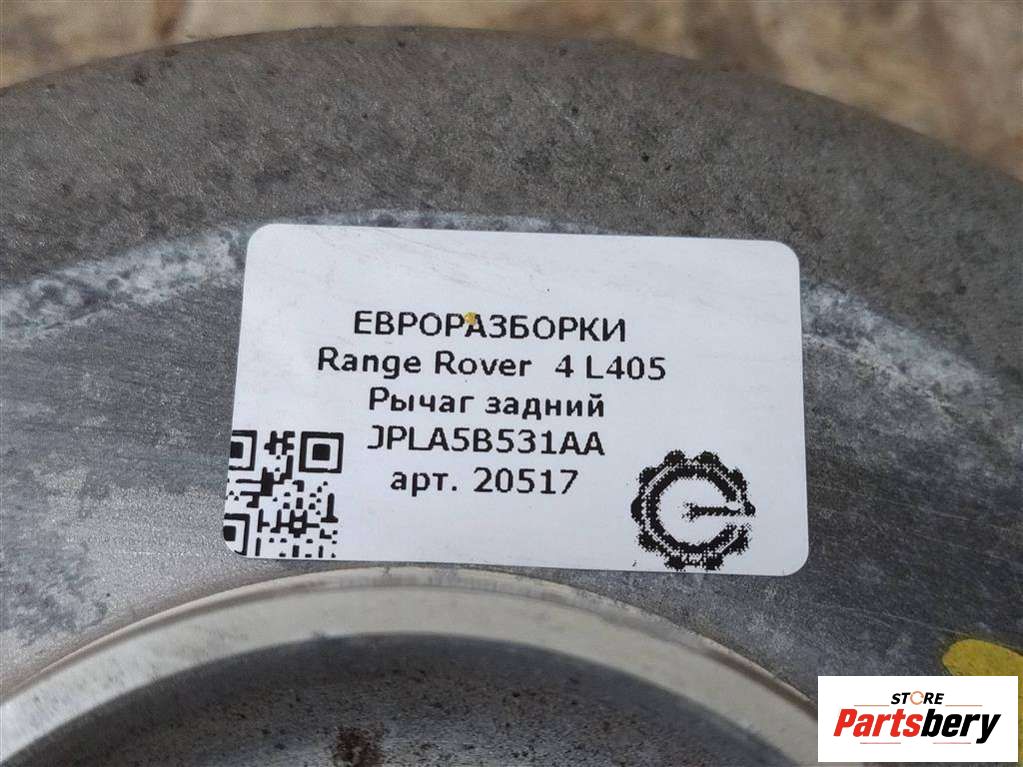 ЕВРОРАЗБОРКИ
Range Rover 4 L405
Рычаг задний
JPLA5B531AA
арт. 20517
STORE
Partsbery